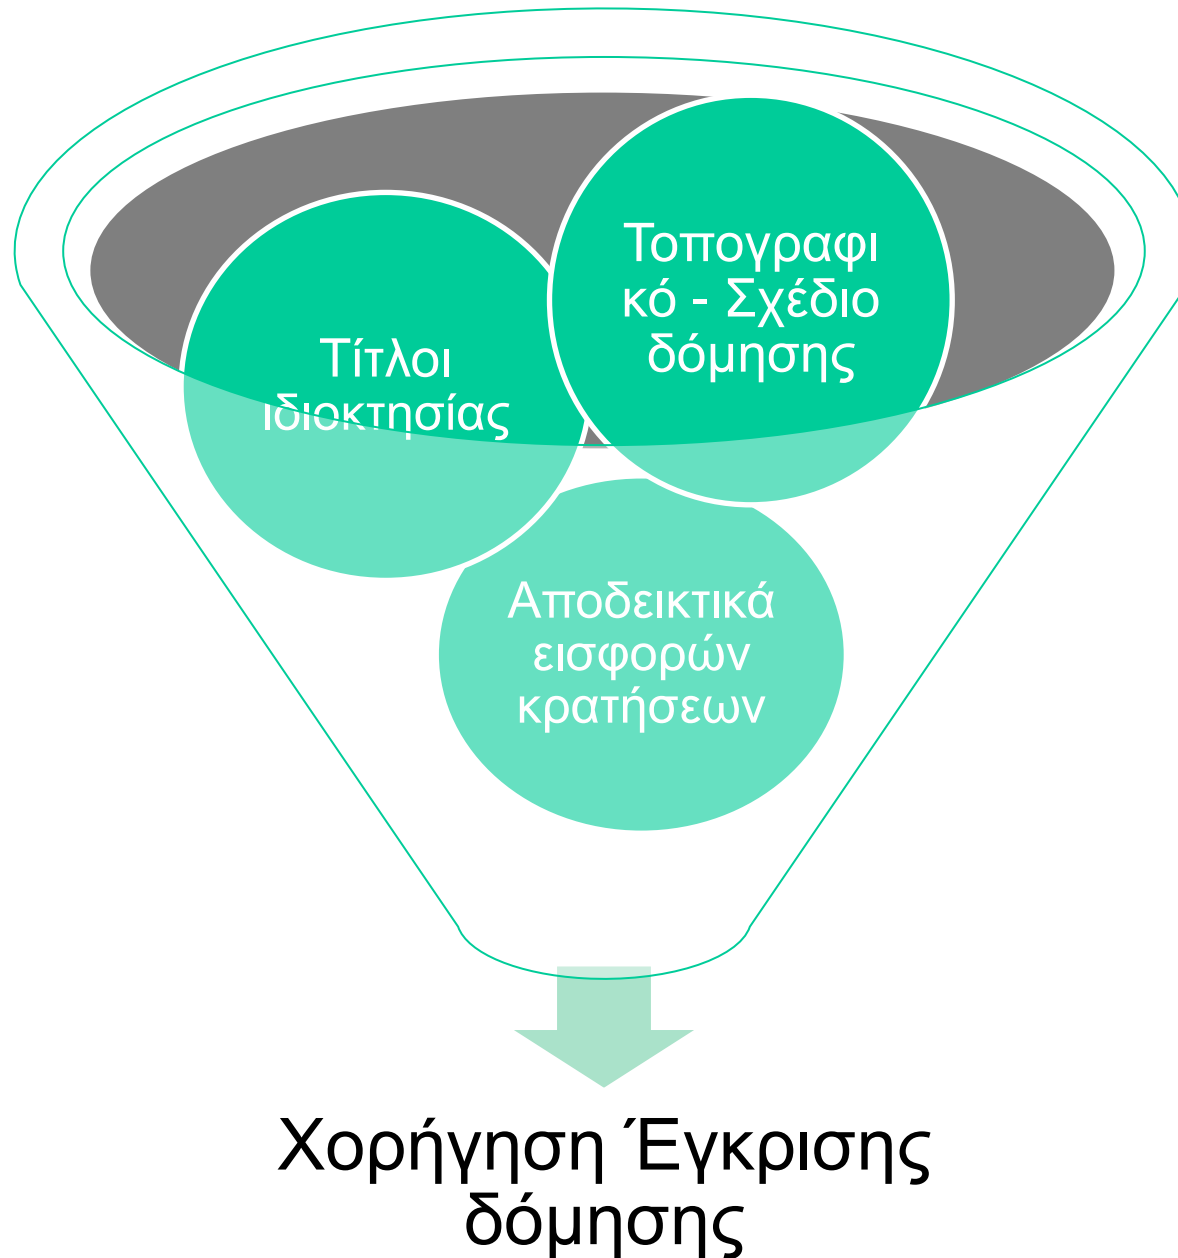 Τοπογραφι
κό - Σχέδιο
δόμησης
Τίτλοι
ιδιοκτησίας
Αποδεικτικά
εισφορών
κρατήσεων
Χορήγηση Έγκρισης
δόμησης